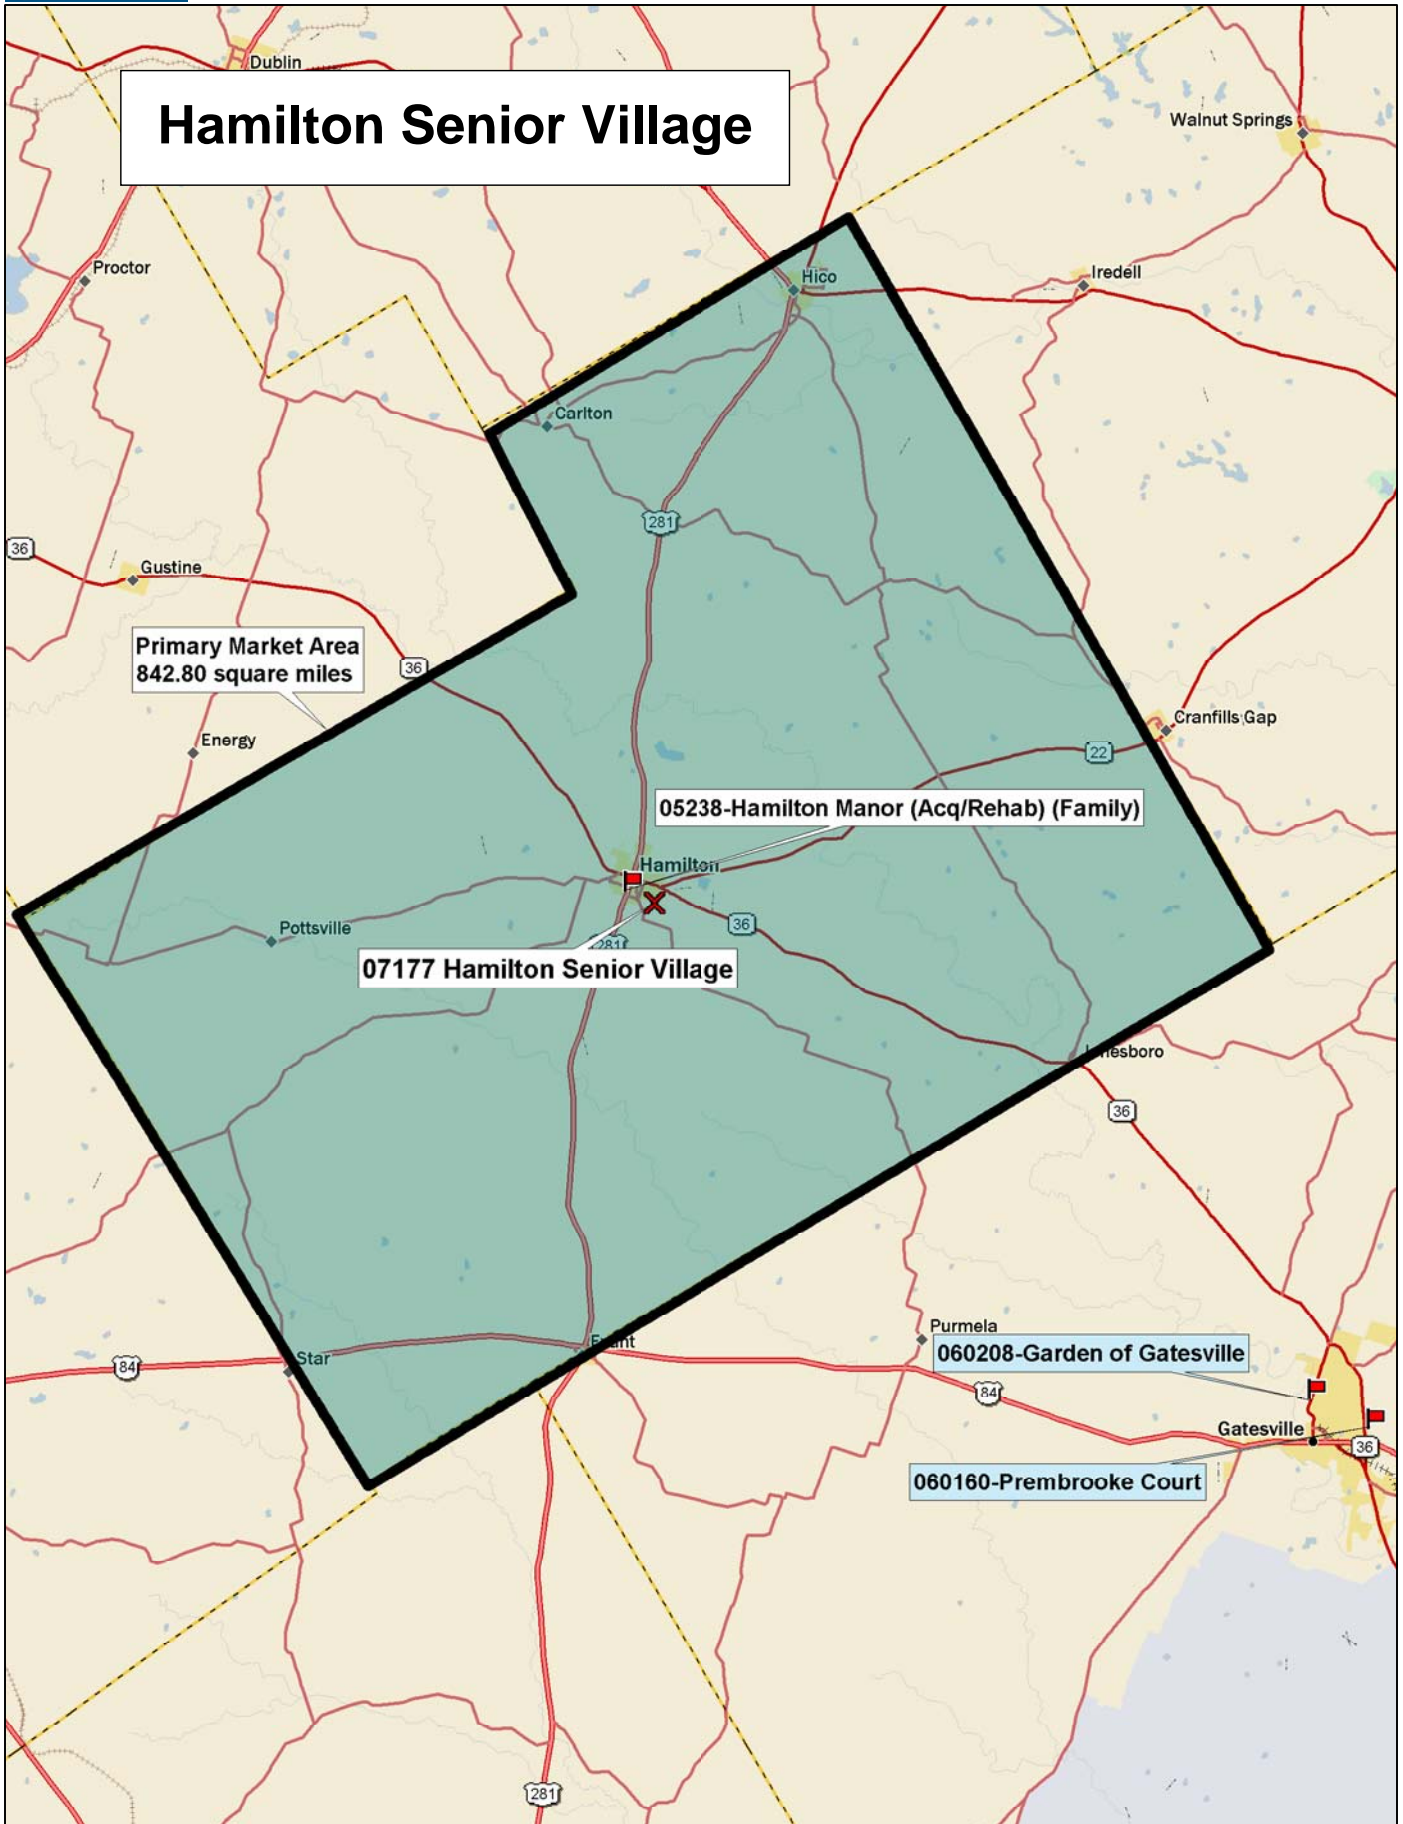 Dublin
Hamilton Senior Village
Walnut Springs
Proctor
Hico
Iredell
Carlton
281
36
Gustine
Primary Market Area
842.80 square miles
36
Energy
Cranfills Gap
22
05238-Hamilton Manor (Acq/Rehab) (Family)
Hamilton
Pottsville
36
281
07177 Hamilton Senior Village
36
Purmela
84
Star
060208-Garden of Gatesville
84
Gatesville
36
060160-Prembrooke Court
281